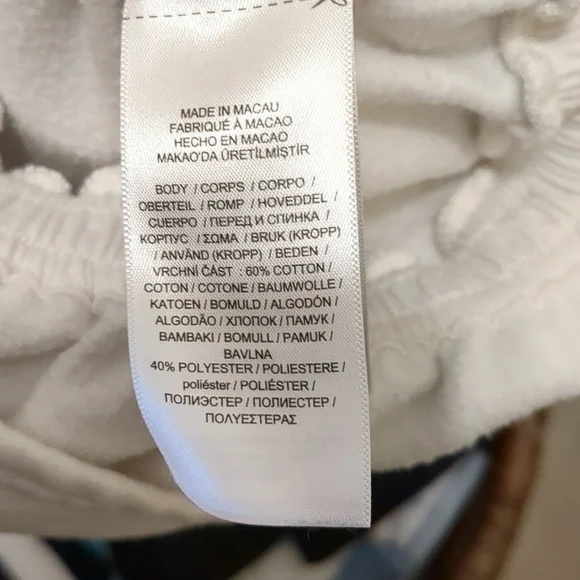 MADE IN MACAU
FABRIQUÉ À MACAO
HECHO EN MACAO
MAKAO'DA ÜRETİLMİŞTİR
BODY / CORPS / CORPO /
OBERTEIL / ROMP / HOVEDDEL /
CUERPO / ПЕРЕД И СПИНКА /
КОРПУС / ΣΩΜΑ / BRUK (KROPP)
/ ANVÄND (KROPP) / BEDEN /
VRCHNÍ ČÁST : 60% COTTON /
COTON / COTONE / BAUMWOLLE /
KATOEN / BOMULD / ALGODÓN /
ALGODÃO / ХЛОПОК / ПАМУК /
BAMBAKI / BOMULL / PAMUK /
BAVLNA
40% POLYESTER / POLIESTERE /
poliéster / POLIÉSTER /
ПОЛИЭСТЕР / ПОЛИЕСТЕР /
ΠΟΛΥΕΣΤΕΡΑΣ